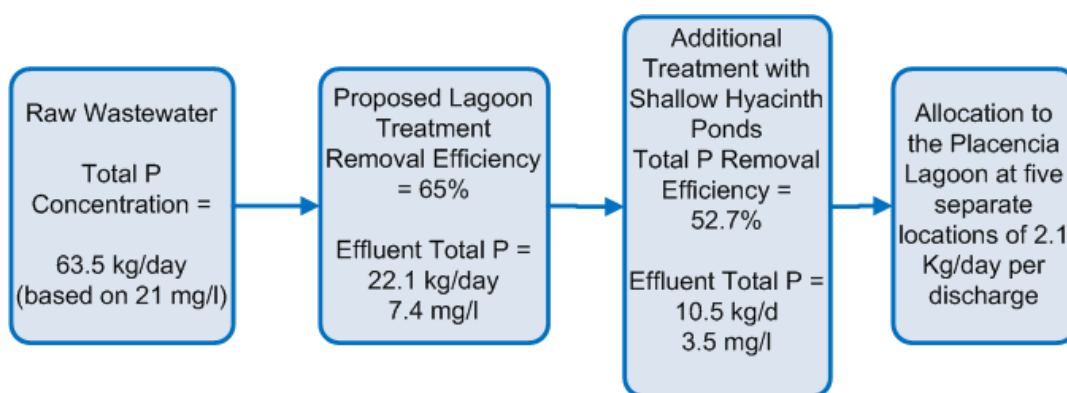 Raw Wastewater
Total P
Concentration =
63.5 kg/day
(based on 21 mg/l)
Proposed Lagoon
Treatment
Removal Efficiency
= 65%
Effluent Total P =
22.1 kg/day
7.4 mg/l
Additional
Treatment with
Shallow Hyacinth
Ponds
Total P Removal
Efficiency =
52.7%
Effluent Total P =
10.5 kg/d
3.5 mg/l
Allocation to
the Placencia
Lagoon at five
separate
locations of 2.1
Kg/day per
discharge